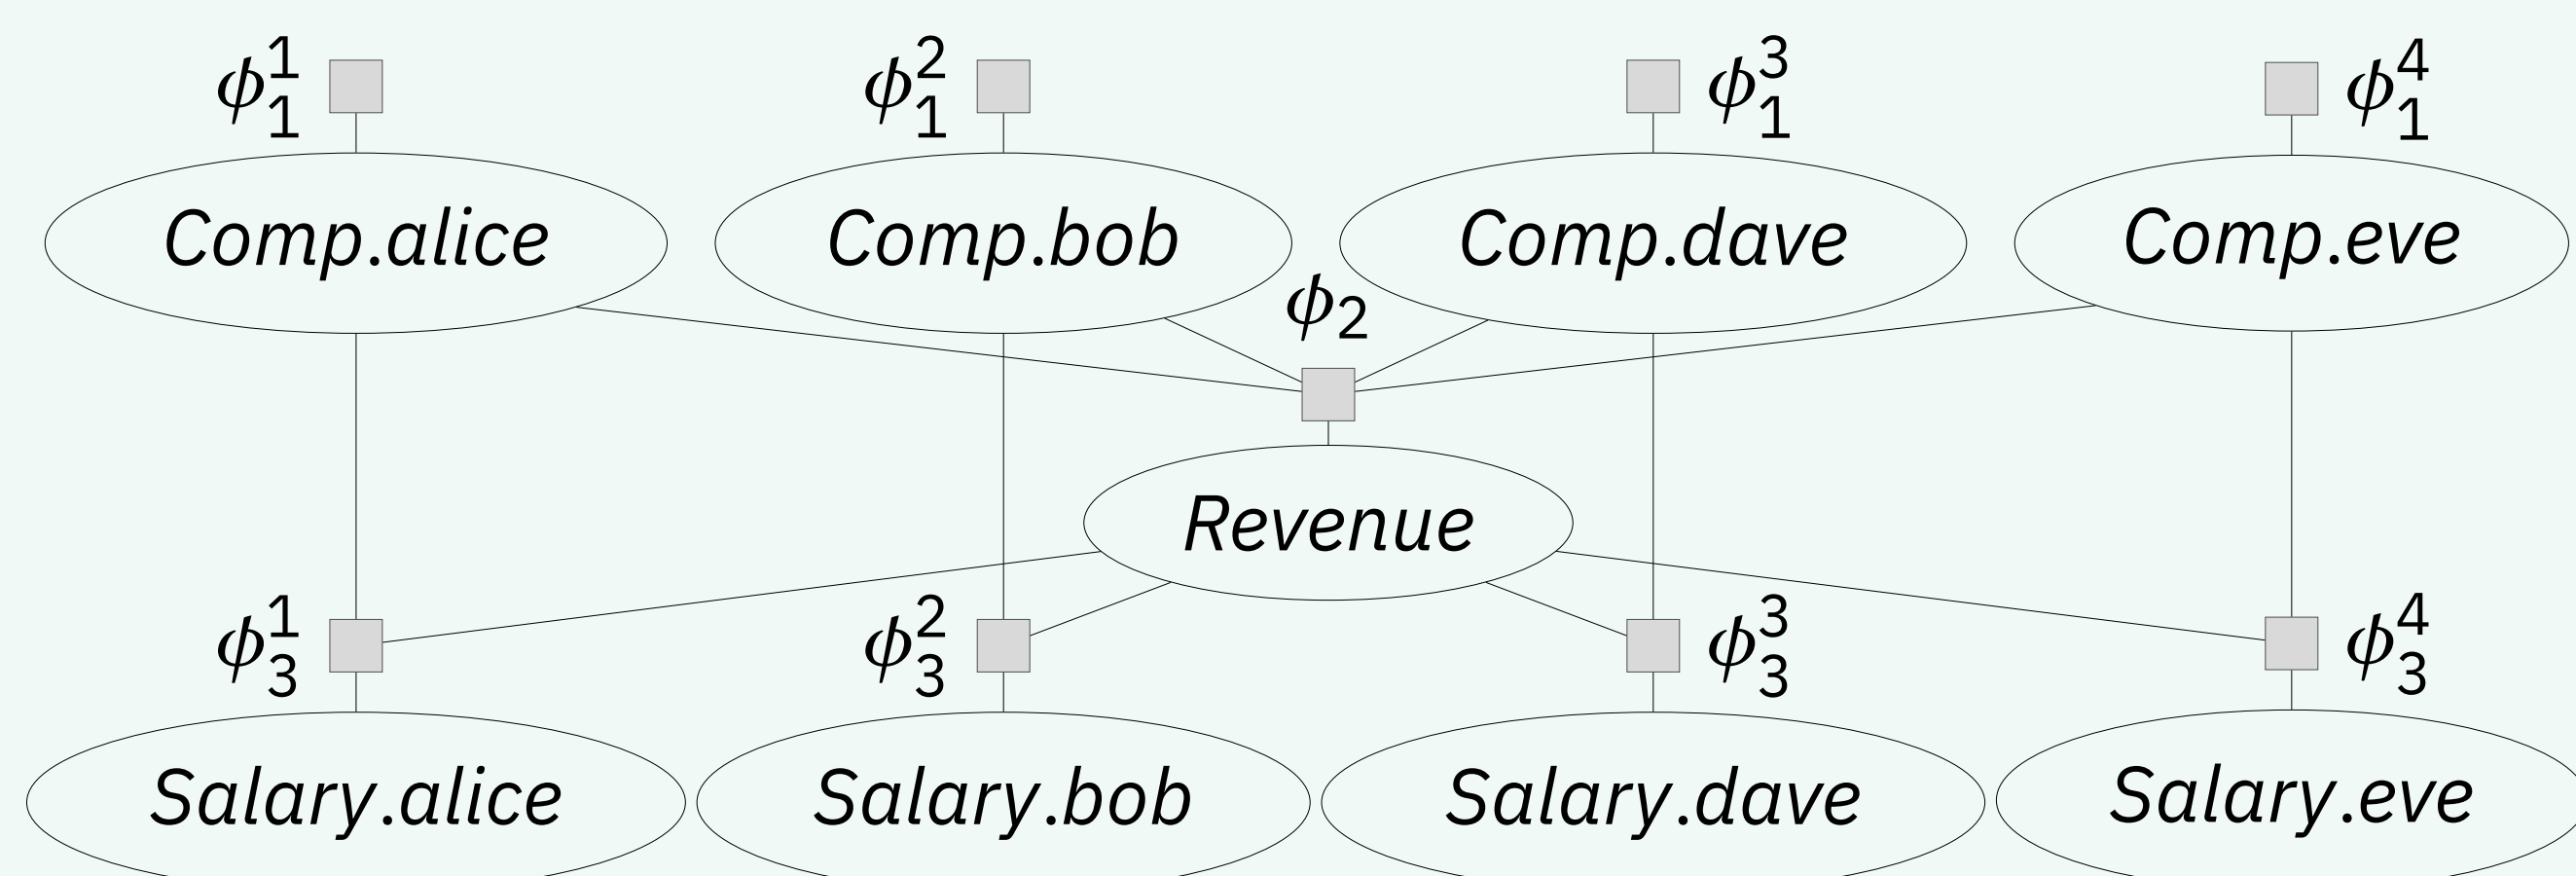 ϕ₁¹ ϕ₁² ϕ₁³ ϕ₁⁴
Comp.alice Comp.bob Comp.dave Comp.eve
ϕ₂
Revenue
ϕ₃¹ ϕ₃² ϕ₃³ ϕ₃⁴
Salary.alice Salary.bob Salary.dave Salary.eve